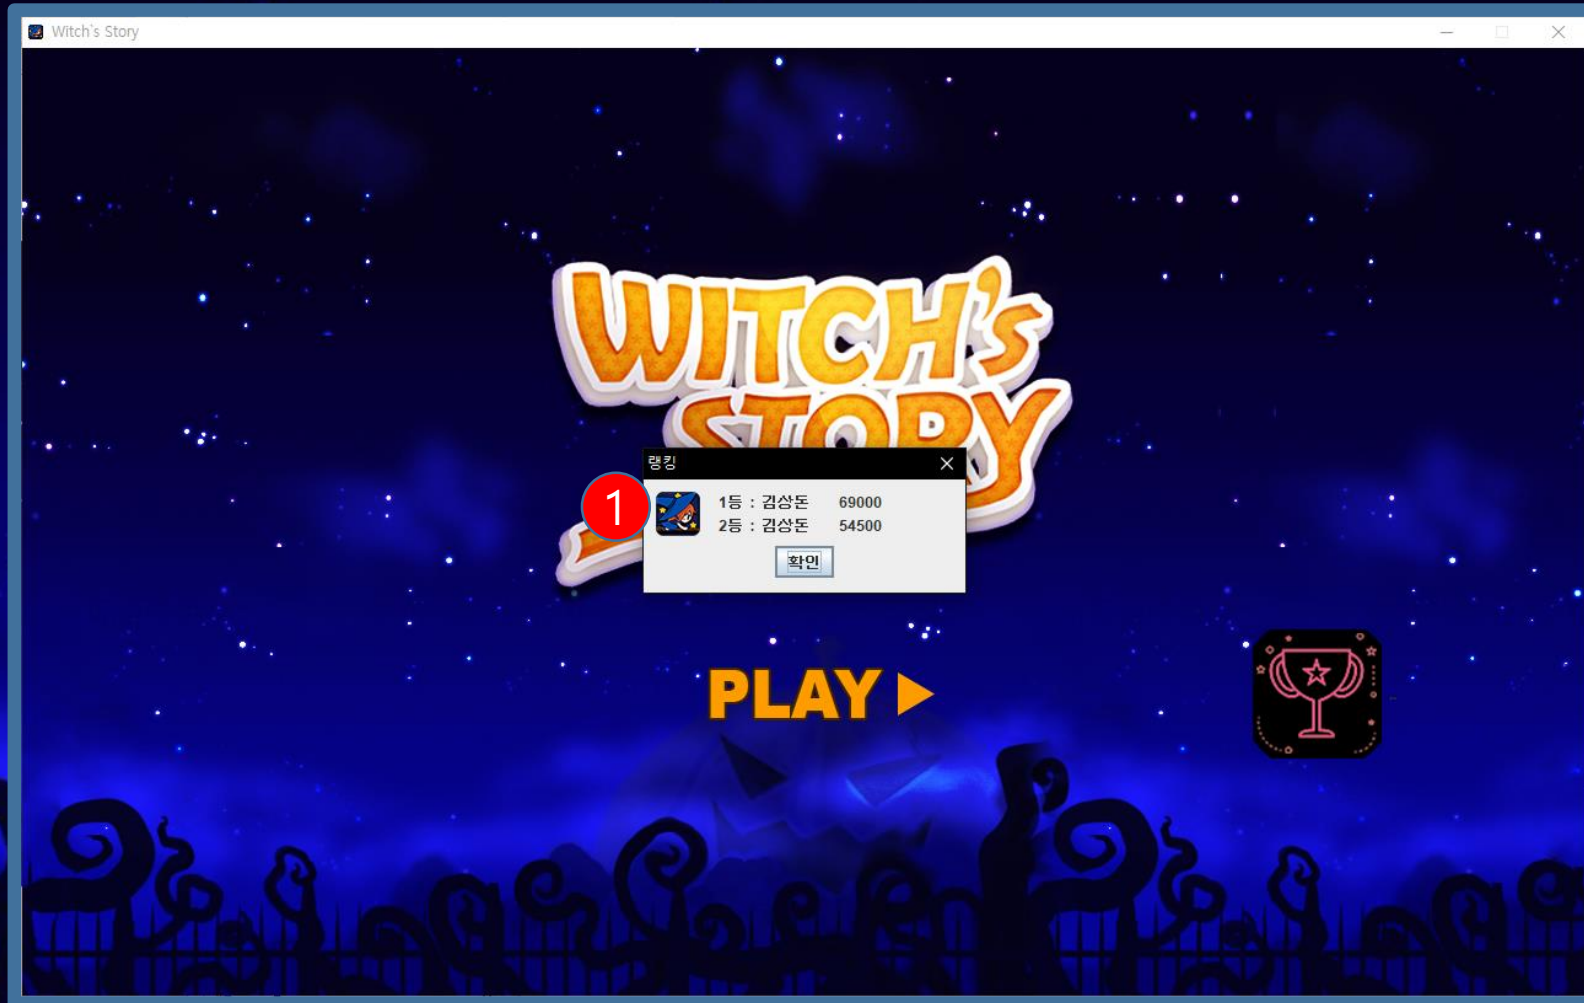 Witch's Story
WITCH's
STORY
랭킹
1
1등 : 김상돈 69000
2등 : 김상돈 54500
확인
PLAY